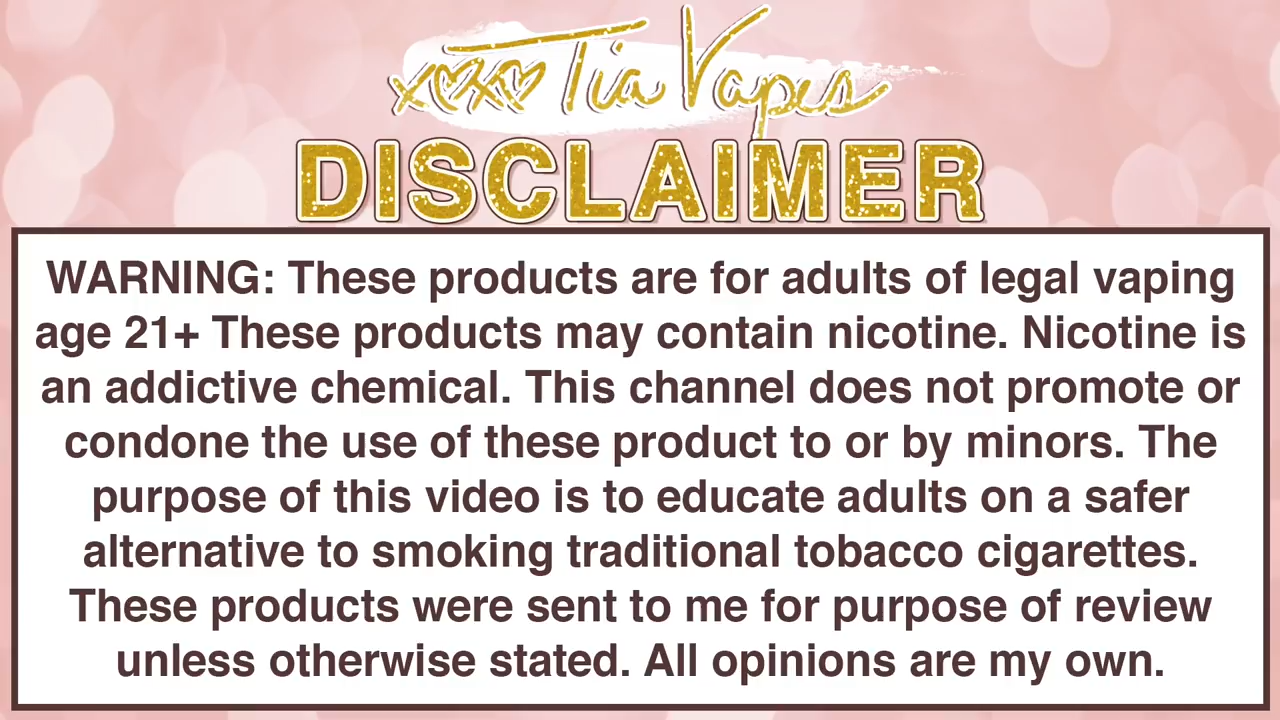 xoxo Tia Vapes
DISCLAIMER
WARNING: These products are for adults of legal vaping
age 21+ These products may contain nicotine. Nicotine is
an addictive chemical. This channel does not promote or
condone the use of these product to or by minors. The
purpose of this video is to educate adults on a safer
alternative to smoking traditional tobacco cigarettes.
These products were sent to me for purpose of review
unless otherwise stated. All opinions are my own.